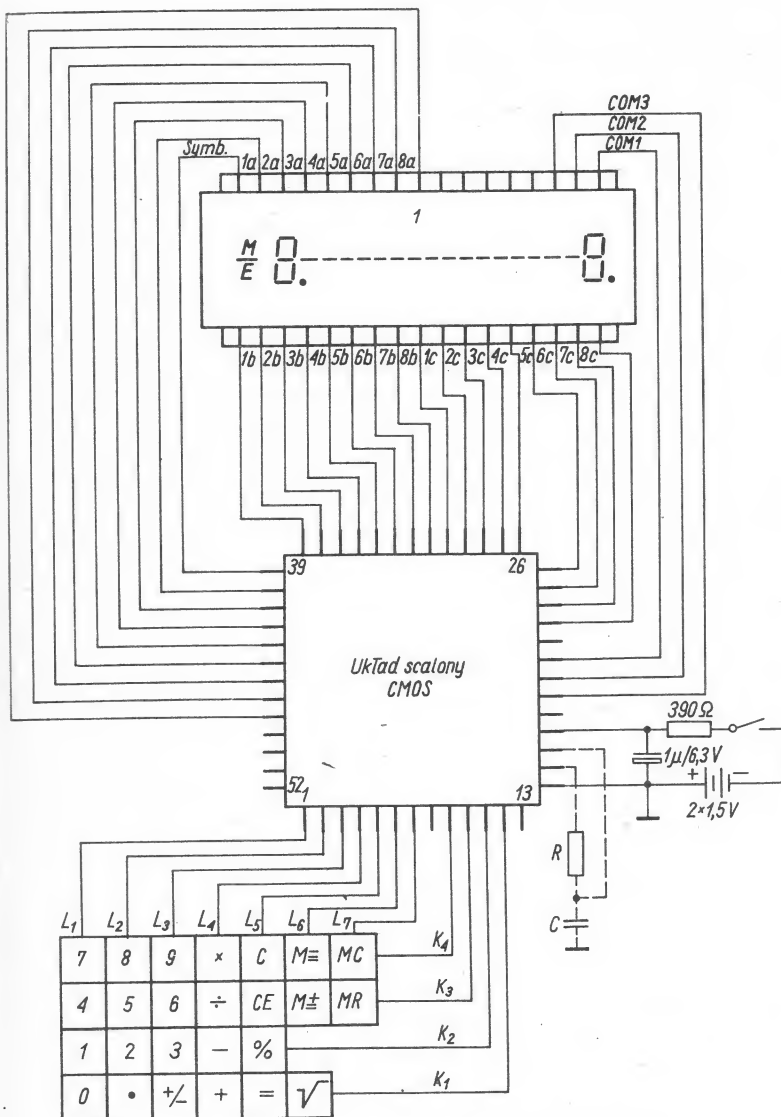 COM3
COM2
COM1
Symb. 1a 2a 3a 4a 5a 6a 7a 8a
1
M/E 8. 8.
1b 2b 3b 4b 5b 6b 7b 8b 1c 2c 3c 4c 5c 6c 7c 8c
39 26
Układ scalony
CMOS
390Ω
1μ/6,3V
+ −
2×1,5V
52 1 13
R
C
L1 L2 L3 L4 L5 L6 L7
7 8 9 × C M≡ MC K4
4 5 6 ÷ CE M± MR K3
1 2 3 − % K2
0 • +/− + = √ K1